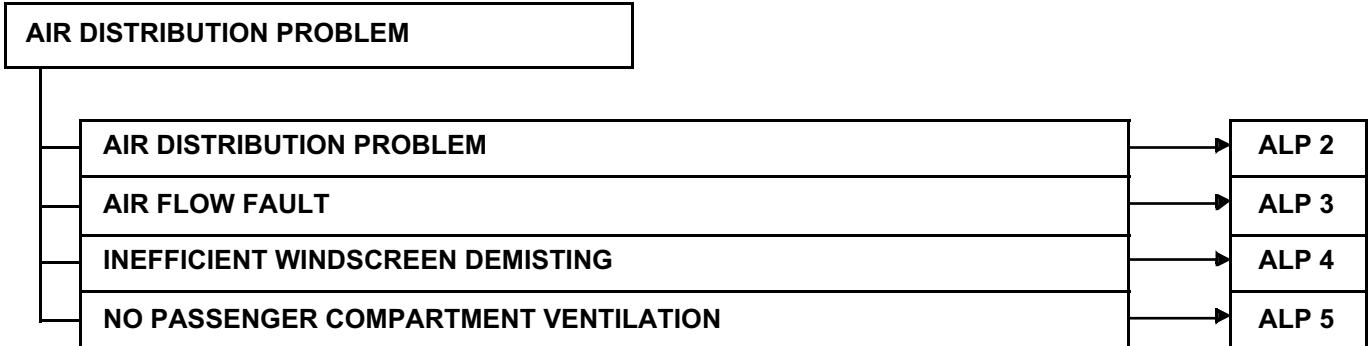 AIR DISTRIBUTION PROBLEM
AIR DISTRIBUTION PROBLEM ALP 2
AIR FLOW FAULT ALP 3
INEFFICIENT WINDSCREEN DEMISTING ALP 4
NO PASSENGER COMPARTMENT VENTILATION ALP 5